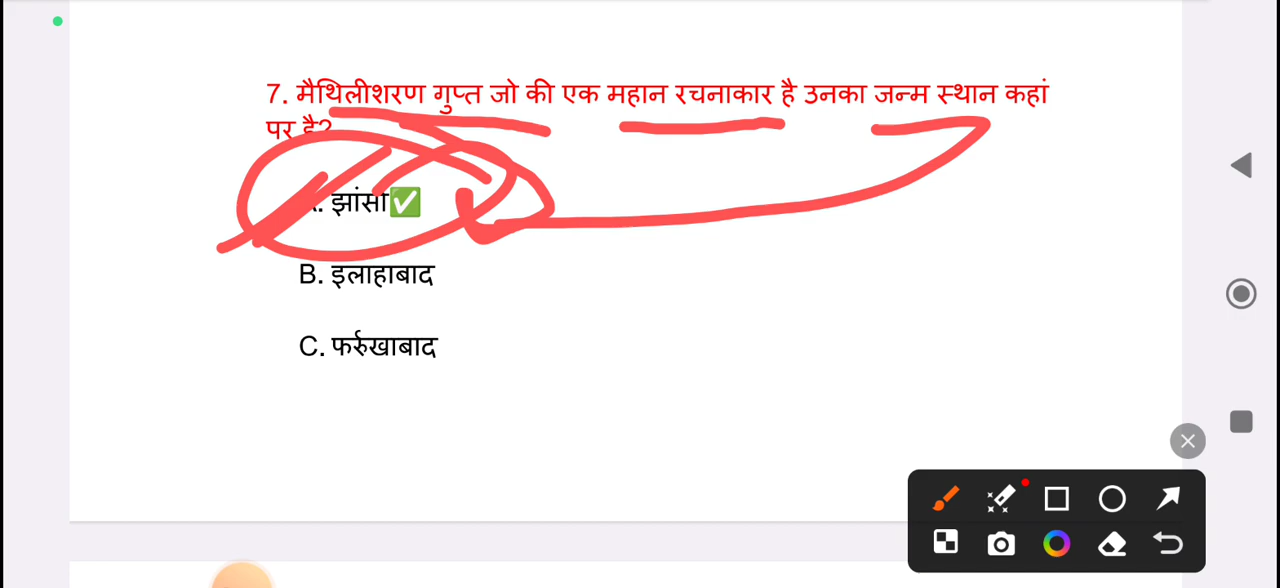 7. मैथिलीशरण गुप्त जो की एक महान रचनाकार है उनका जन्म स्थान कहां
पर है?
झांसी✅
B. इलाहाबाद
C. फर्रुखाबाद